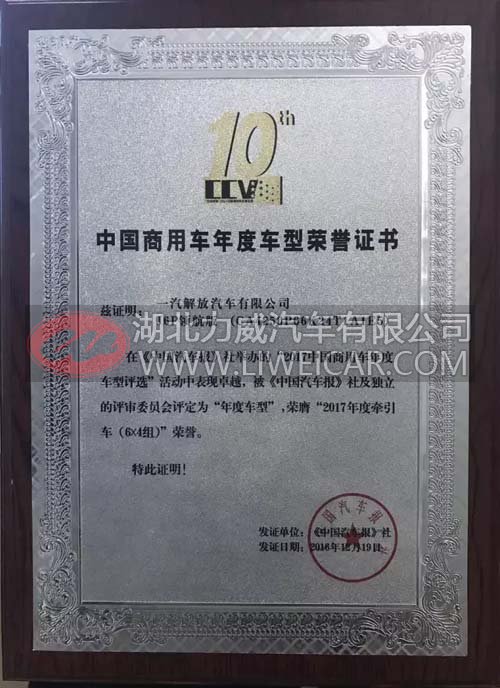 10th
CCV
中国商用车年度车型荣誉证书
兹证明：一汽解放汽车有限公司
湖北力威汽车有限公司
WWW.LIWEICAR.COM
在《中国汽车报》社举办的“2017中国商用车年度
车型评选”活动中表现卓越，被《中国汽车报》社及独立
的评审委员会评定为“年度车型”，荣膺“2017年度牵引
车（6×4组）”荣誉。
特此证明！
发证单位：《中国汽车报》社
发证日期：2016年12月19日